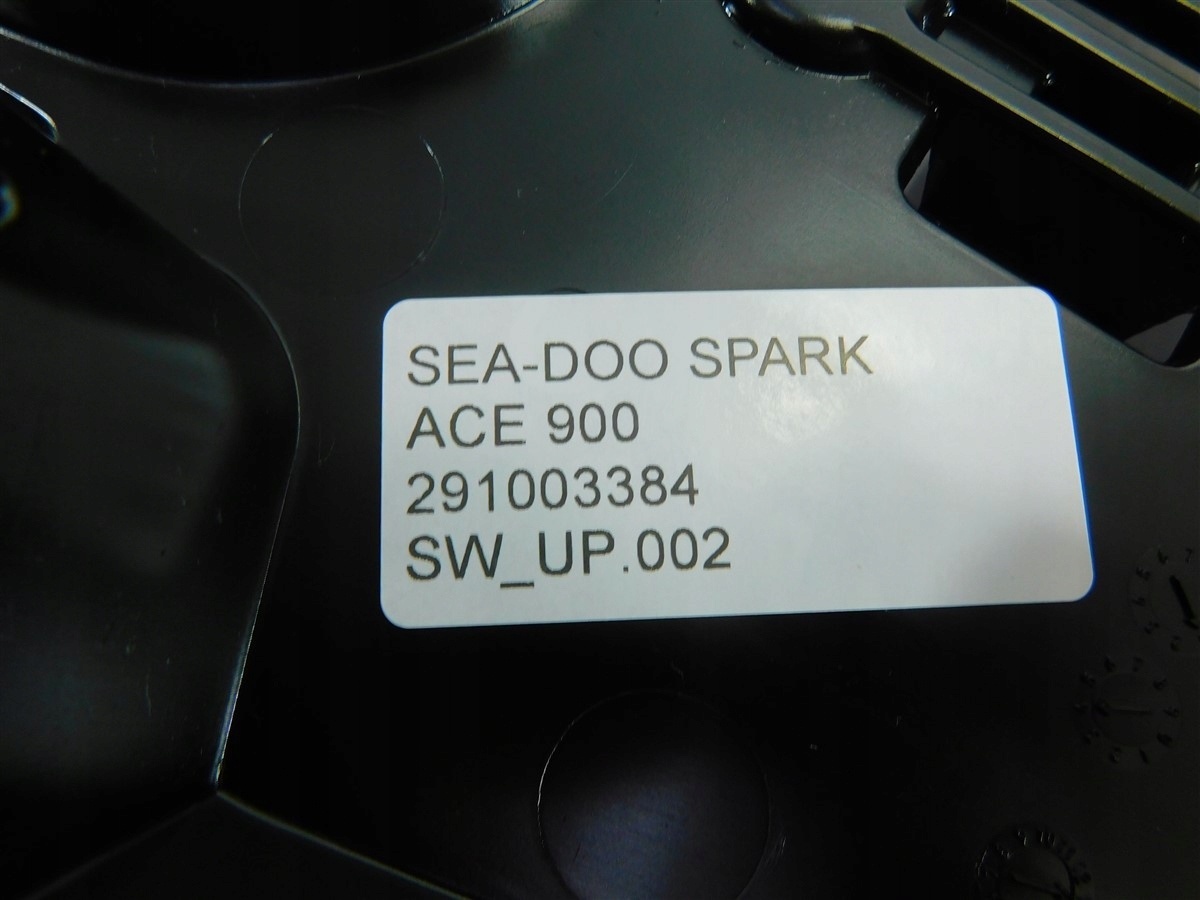 SEA-DOO SPARK
ACE 900
291003384
SW_UP.002